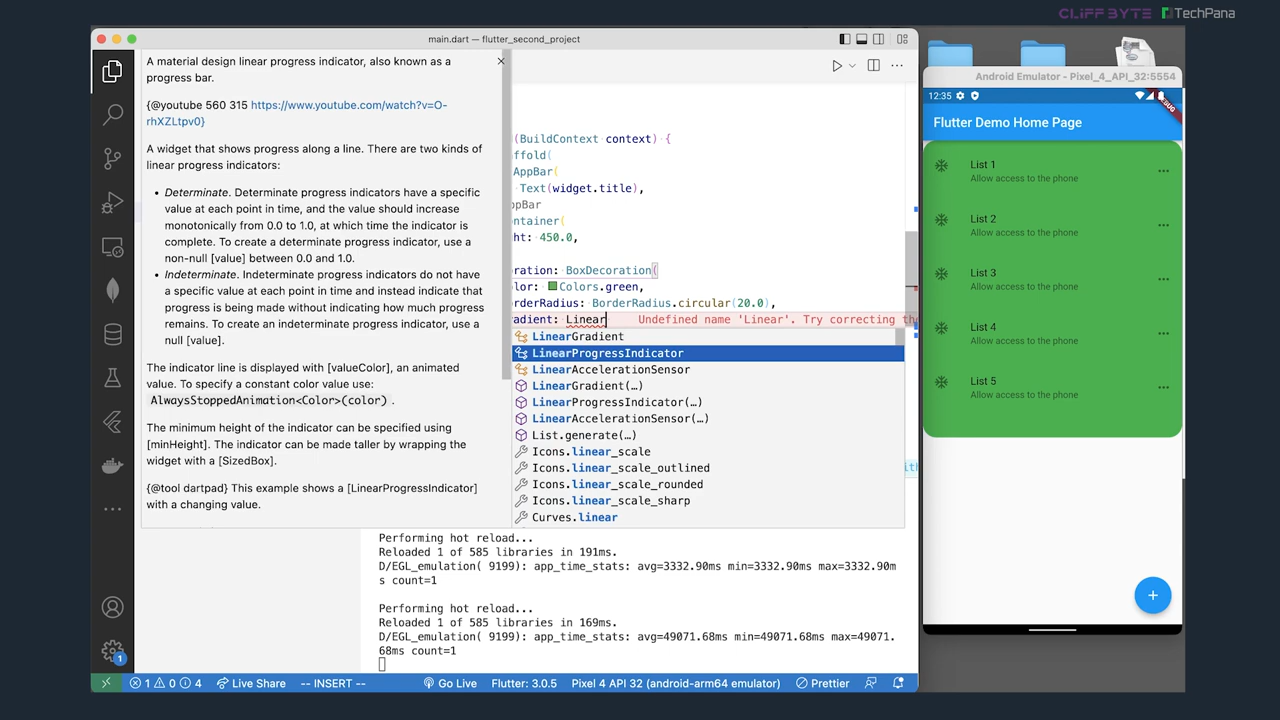 CLIFF BYTE TechPana
main.dart — flutter_second_project
A material design linear progress indicator, also known as a
progress bar.
{@youtube 560 315 https://www.youtube.com/watch?v=O-
rhXZLtpv0}
A widget that shows progress along a line. There are two kinds of
linear progress indicators:
• Determinate. Determinate progress indicators have a specific
value at each point in time, and the value should increase
monotonically from 0.0 to 1.0, at which time the indicator is
complete. To create a determinate progress indicator, use a
non-null [value] between 0.0 and 1.0.
• Indeterminate. Indeterminate progress indicators do not have
a specific value at each point in time and instead indicate that
progress is being made without indicating how much progress
remains. To create an indeterminate progress indicator, use a
null [value].
The indicator line is displayed with [valueColor], an animated
value. To specify a constant color value use:
AlwaysStoppedAnimation<Color>(color) .
The minimum height of the indicator can be specified using
[minHeight]. The indicator can be made taller by wrapping the
widget with a [SizedBox].
{@tool dartpad} This example shows a [LinearProgressIndicator]
with a changing value.
(BuildContext context) {
ffold(
AppBar(
Text(widget.title),
ppBar
ntainer(
ht: 450.0,
ration: BoxDecoration(
olor: Colors.green,
orderRadius: BorderRadius.circular(20.0),
radient: Linear Undefined name 'Linear'. Try correcting th
LinearGradient
LinearProgressIndicator
LinearAccelerationSensor
LinearGradient(…)
LinearProgressIndicator(…)
LinearAccelerationSensor(…)
List.generate(…)
Icons.linear_scale
Icons.linear_scale_outlined
Icons.linear_scale_rounded
Icons.linear_scale_sharp
Curves.linear
ith
Performing hot reload...
Reloaded 1 of 585 libraries in 191ms.
D/EGL_emulation( 9199): app_time_stats: avg=3332.90ms min=3332.90ms max=3332.90m
s count=1
Performing hot reload...
Reloaded 1 of 585 libraries in 169ms.
D/EGL_emulation( 9199): app_time_stats: avg=49071.68ms min=49071.68ms max=49071.
68ms count=1
1
1 0 4 Live Share -- INSERT -- Go Live Flutter: 3.0.5 Pixel 4 API 32 (android-arm64 emulator) Prettier
Android Emulator - Pixel_4_API_32:5554
12:35
DEBUG
Flutter Demo Home Page
List 1
Allow access to the phone
List 2
Allow access to the phone
List 3
Allow access to the phone
List 4
Allow access to the phone
List 5
Allow access to the phone